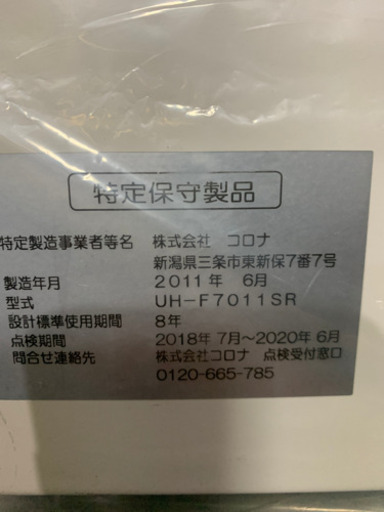 特定保守製品
特定製造事業者等名 株式会社 コロナ
新潟県三条市東新保7番7号
製造年月 2011年 6月
型式 UH-F7011SR
設計標準使用期間 8年
点検期間 2018年 7月～2020年 6月
問合せ連絡先 株式会社コロナ 点検受付窓口
0120-665-785